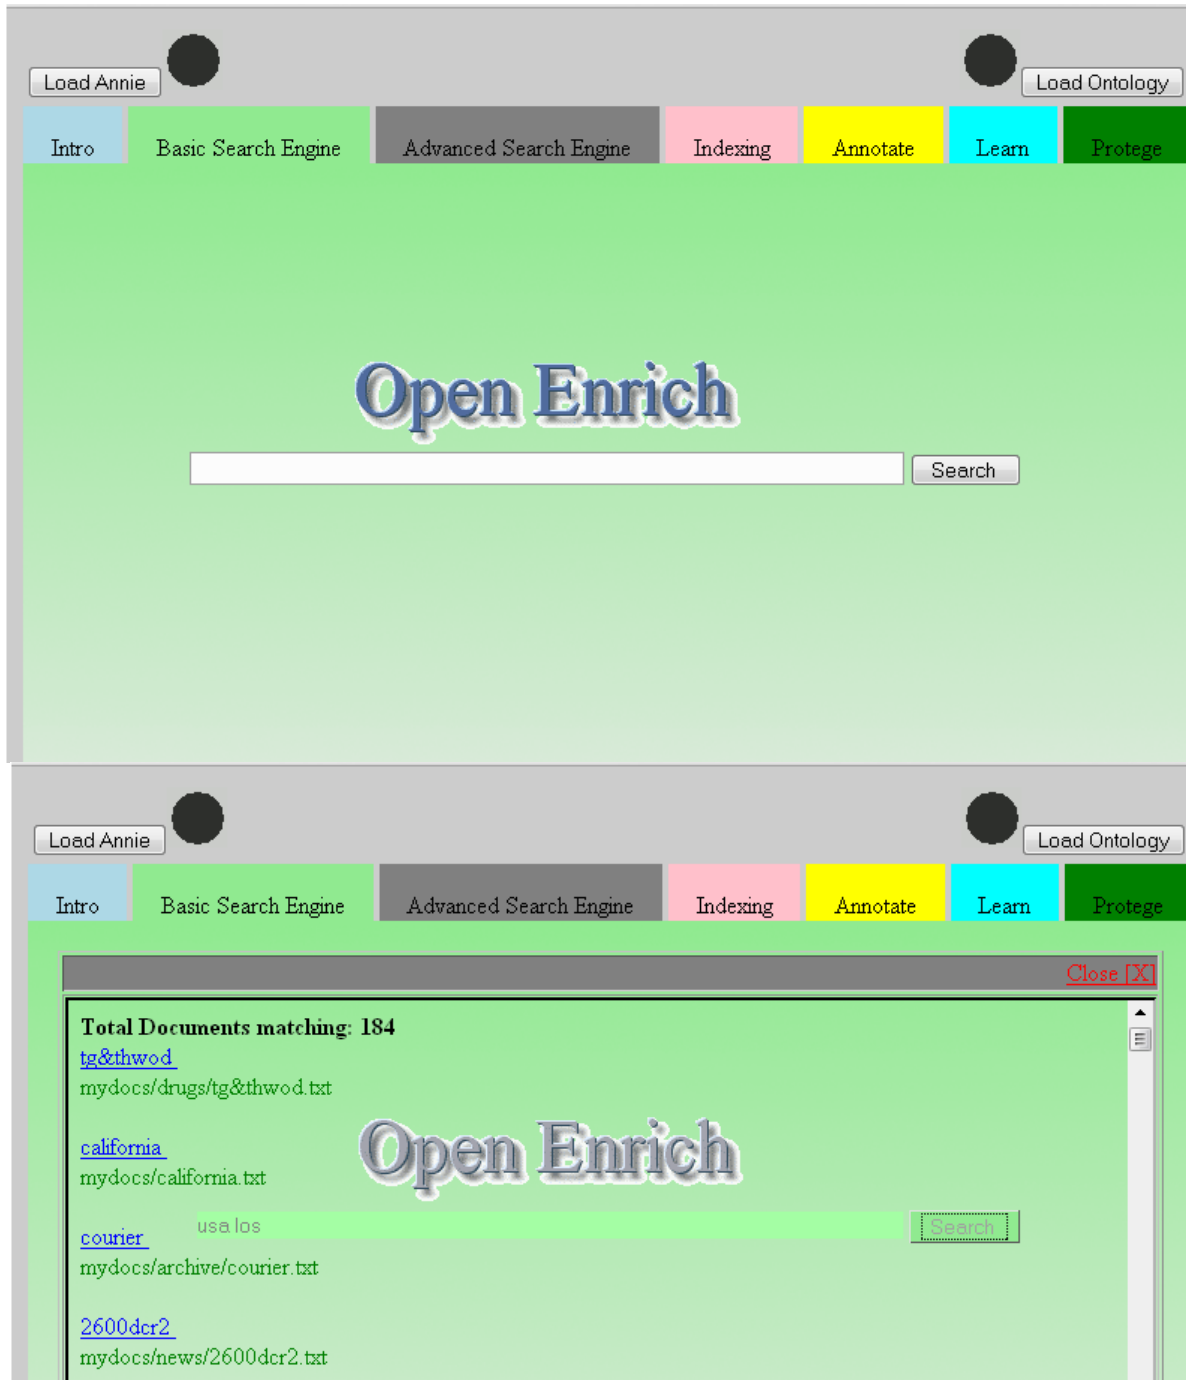 Load Annie Load Ontology
Intro Basic Search Engine Advanced Search Engine Indexing Annotate Learn Protege
Open Enrich
Search
Load Annie Load Ontology
Intro Basic Search Engine Advanced Search Engine Indexing Annotate Learn Protege
Close [X]
Total Documents matching: 184
tg&thwod
mydocs/drugs/tg&thwod.txt
Open Enrich
california
mydocs/california.txt
usa los Search
courier
mydocs/archive/courier.txt
2600dcr2
mydocs/news/2600dcr2.txt